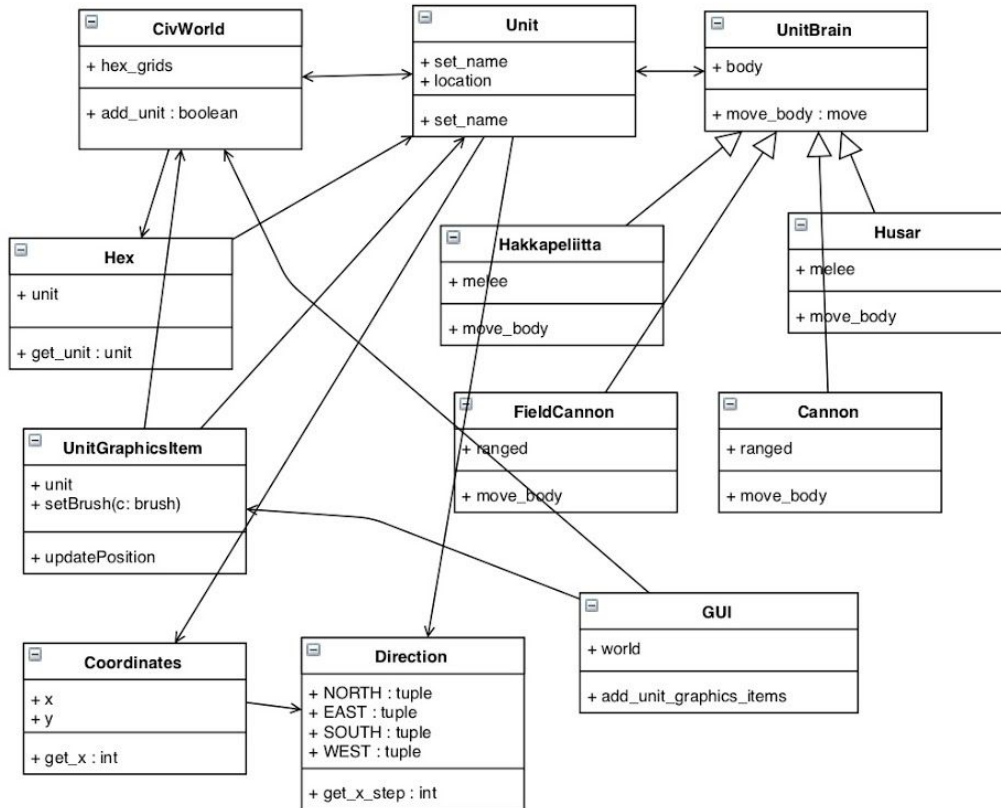 CivWorld
+ hex_grids
+ add_unit : boolean
Unit
+ set_name
+ location
+ set_name
UnitBrain
+ body
+ move_body : move
Hex
+ unit
+ get_unit : unit
Hakkapeliitta
+ melee
+ move_body
Husar
+ melee
+ move_body
UnitGraphicsItem
+ unit
+ setBrush(c: brush)
+ updatePosition
FieldCannon
+ ranged
+ move_body
Cannon
+ ranged
+ move_body
Coordinates
+ x
+ y
+ get_x : int
Direction
+ NORTH : tuple
+ EAST : tuple
+ SOUTH : tuple
+ WEST : tuple
+ get_x_step : int
GUI
+ world
+ add_unit_graphics_items